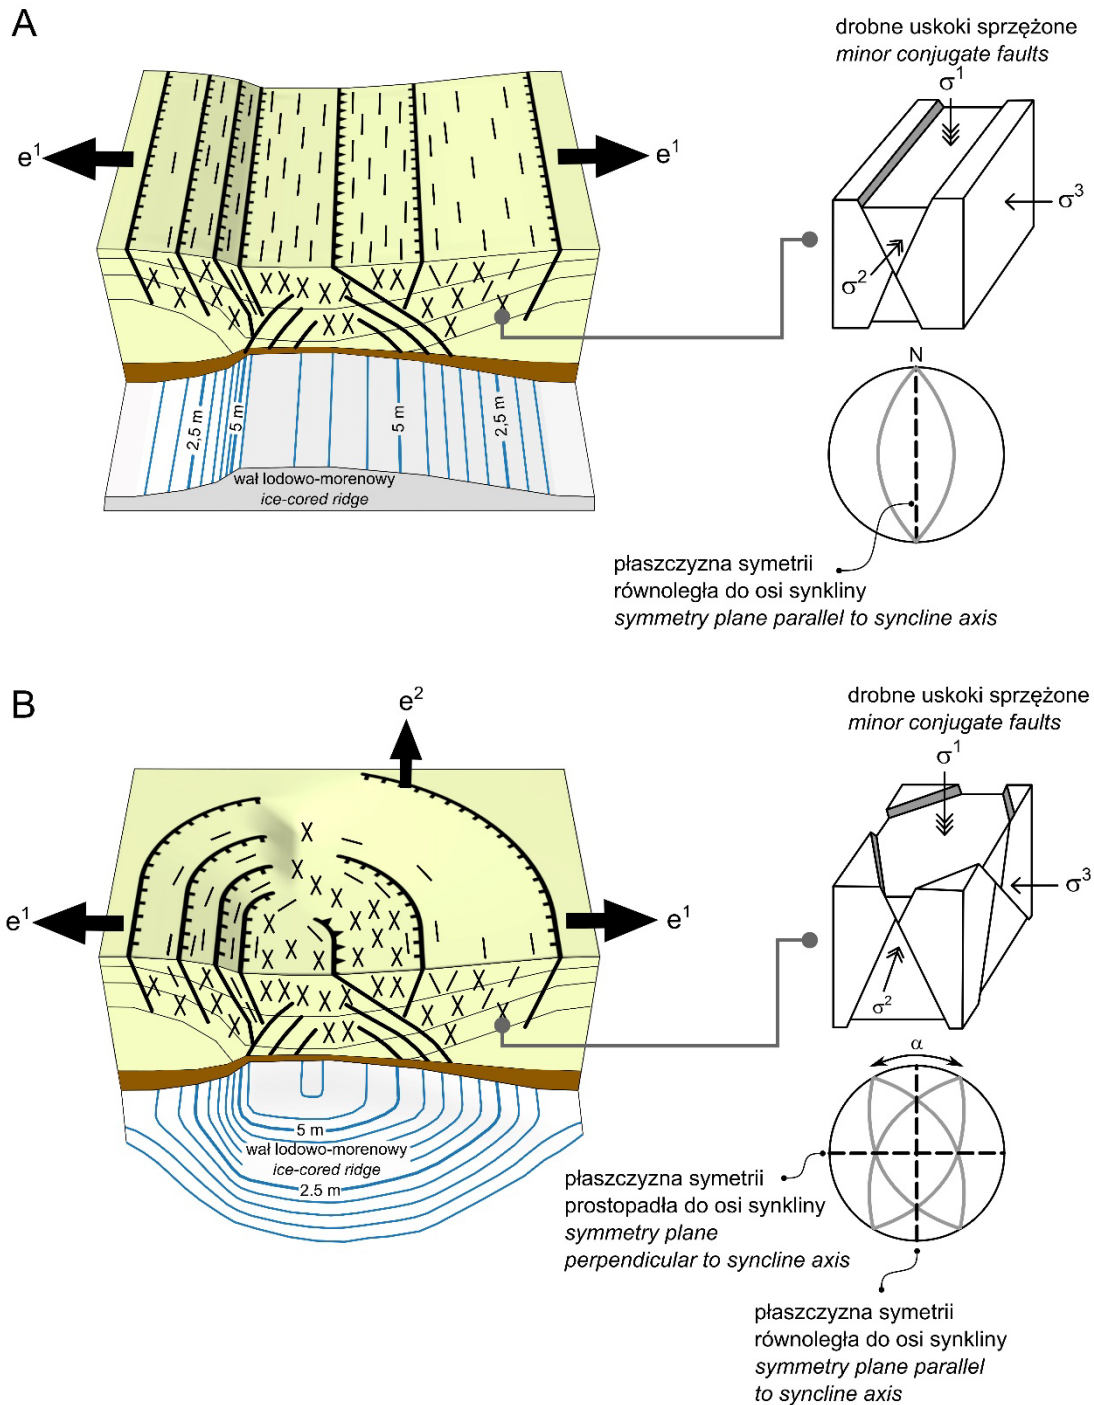 A
drobne uskoki sprzężone
minor conjugate faults
σ¹
e¹
e¹
σ³
σ²
N
2,5 m
5 m
5 m
2,5 m
wał lodowo-morenowy
ice-cored ridge
płaszczyzna symetrii
równoległa do osi synkliny
symmetry plane parallel to syncline axis
B
e²
drobne uskoki sprzężone
minor conjugate faults
σ¹
e¹
e¹
σ³
σ²
α
5 m
wał lodowo-morenowy
ice-cored ridge
2.5 m
płaszczyzna symetrii
prostopadła do osi synkliny
symmetry plane
perpendicular to syncline axis
płaszczyzna symetrii
równoległa do osi synkliny
symmetry plane parallel
to syncline axis